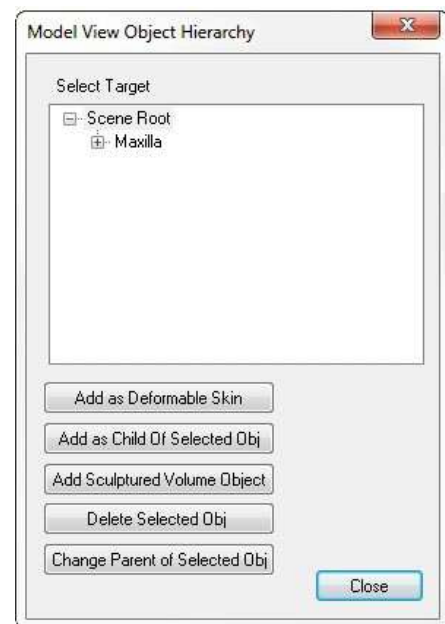 Model View Object Hierarchy
Select Target
Scene Root
Maxilla
Add as Deformable Skin
Add as Child Of Selected Obj
Add Sculptured Volume Object
Delete Selected Obj
Change Parent of Selected Obj
Close